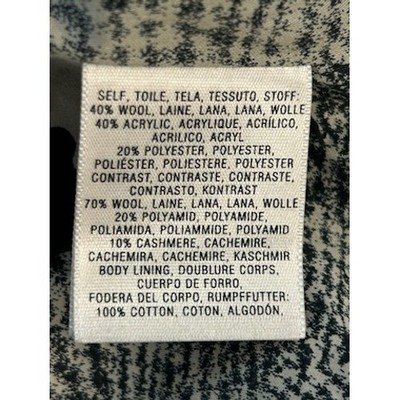 SELF, TOILE, TELA, TESSUTO, STOFF:
40% WOOL, LAINE, LANA, LANA, WOLLE
40% ACRYLIC, ACRYLIQUE, ACRÍLICO,
ACRILICO, ACRYL
20% POLYESTER, POLYESTER,
POLIÉSTER, POLIESTERE, POLYESTER
CONTRAST, CONTRASTE, CONTRASTE,
CONTRASTO, KONTRAST
70% WOOL, LAINE, LANA, LANA, WOLLE
20% POLYAMID, POLYAMIDE,
POLIAMIDA, POLIAMMIDE, POLYAMID
10% CASHMERE, CACHEMIRE,
CACHEMIRA, CACHEMIRE, KASCHMIR
BODY LINING, DOUBLURE CORPS,
CUERPO DE FORRO,
FODERA DEL CORPO, RUMPFFUTTER:
100% COTTON, COTON, ALGODÓN,